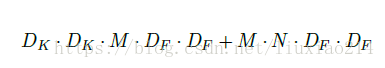 D_K · D_K · M · D_F · D_F + M · N · D_F · D_F